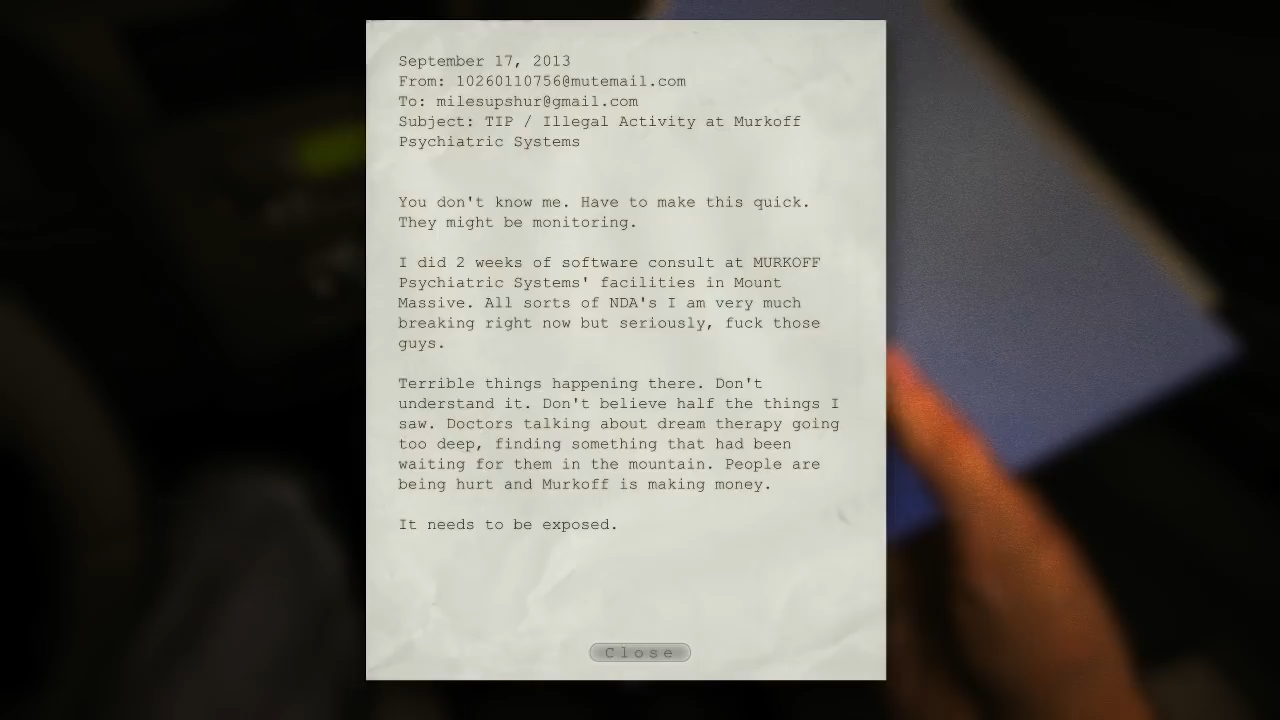 September 17, 2013
From: 10260110756@mutemail.com
To: milesupshur@gmail.com
Subject: TIP / Illegal Activity at Murkoff
Psychiatric Systems
You don't know me. Have to make this quick.
They might be monitoring.
I did 2 weeks of software consult at MURKOFF
Psychiatric Systems' facilities in Mount
Massive. All sorts of NDA's I am very much
breaking right now but seriously, fuck those
guys.
Terrible things happening there. Don't
understand it. Don't believe half the things I
saw. Doctors talking about dream therapy going
too deep, finding something that had been
waiting for them in the mountain. People are
being hurt and Murkoff is making money.
It needs to be exposed.
Close